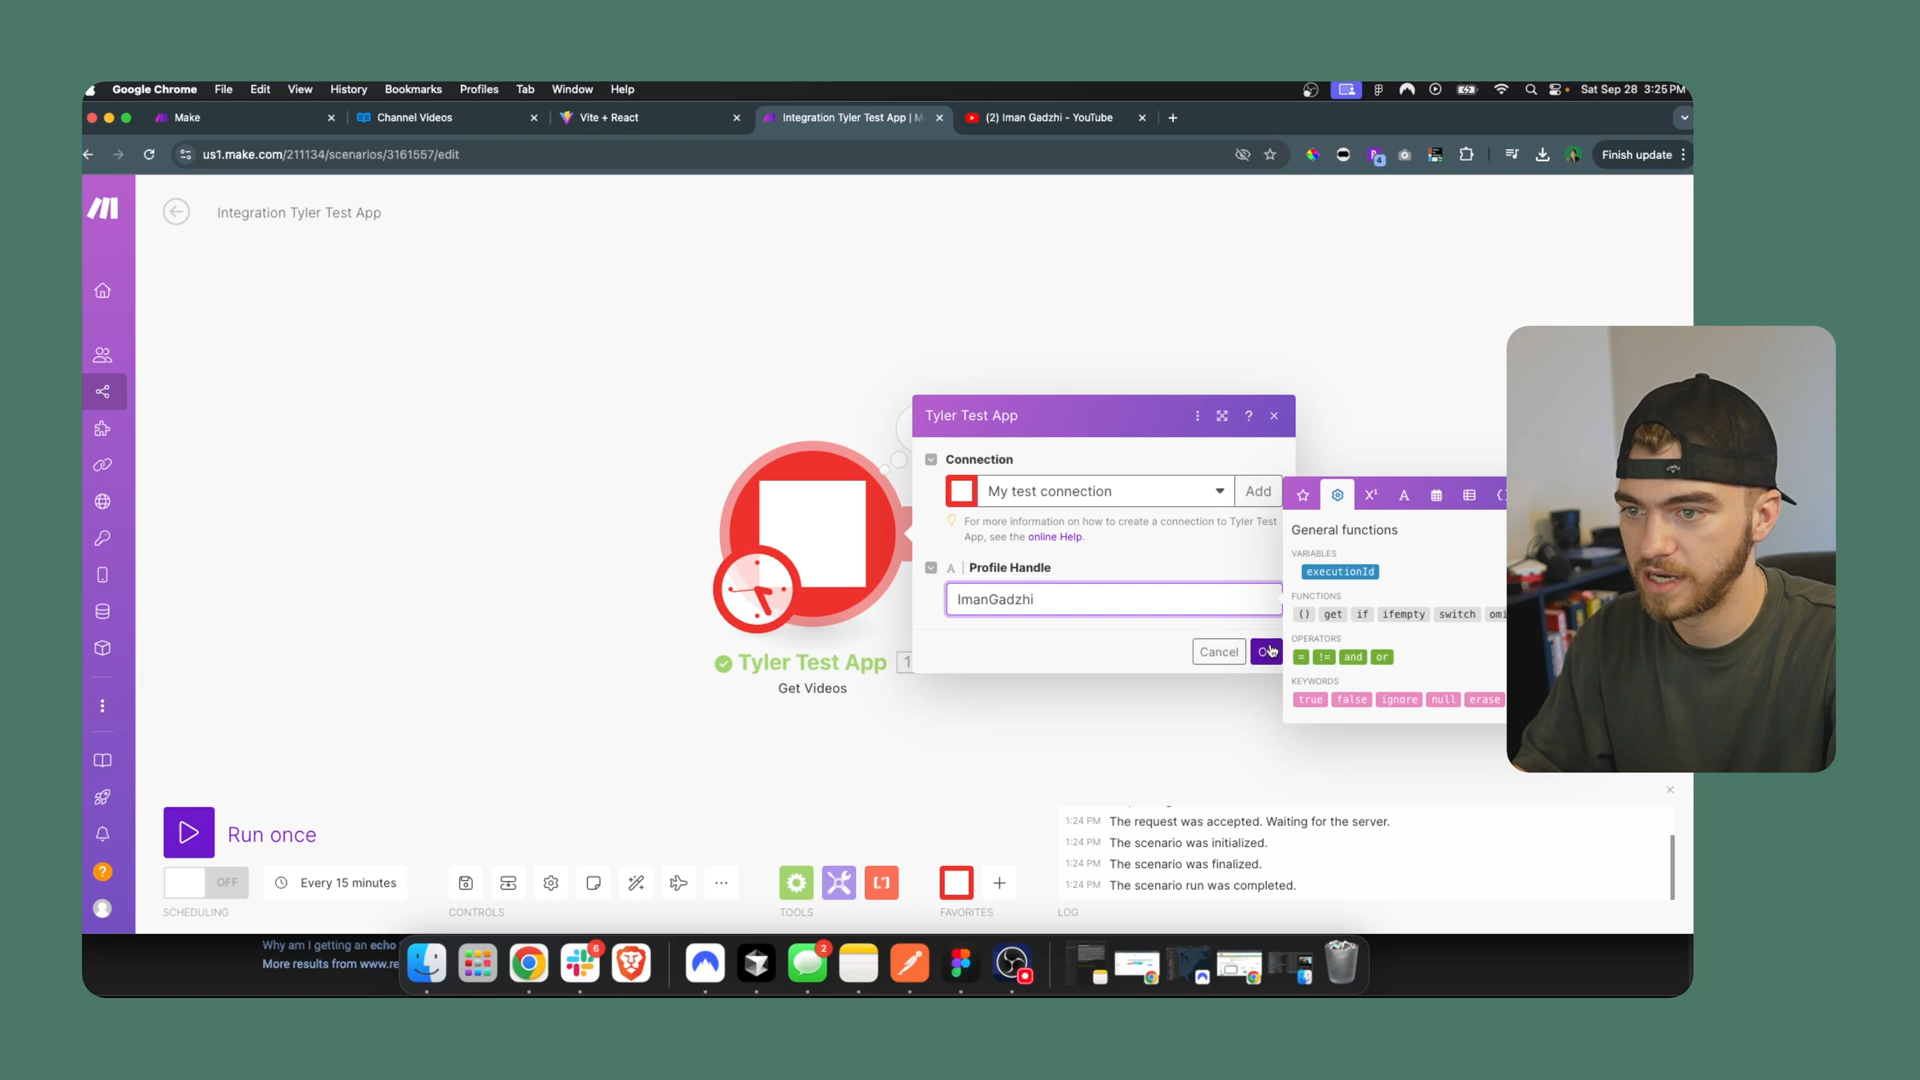 Google Chrome File Edit View History Bookmarks Profiles Tab Window Help Sat Sep 28 3:25 PM
Make Channel Videos Vite + React Integration Tyler Test App | M (2) Iman Gadzhi - YouTube
us1.make.com/211134/scenarios/3161557/edit 4 Finish update
Integration Tyler Test App
Tyler Test App
Connection
My test connection Add
For more information on how to create a connection to Tyler Test
App, see the online Help.
A Profile Handle
ImanGadzhi
Cancel
General functions
VARIABLES
executionId
FUNCTIONS
() get if ifempty switch
OPERATORS
= != and or
KEYWORDS
true false ignore null erase
Tyler Test App 1
Get Videos
Run once
OFF Every 15 minutes
SCHEDULING CONTROLS TOOLS FAVORITES LOG
1:24 PM The request was accepted. Waiting for the server.
1:24 PM The scenario was initialized.
1:24 PM The scenario was finalized.
1:24 PM The scenario run was completed.
Why am I getting an echo
More results from www.re
6
2